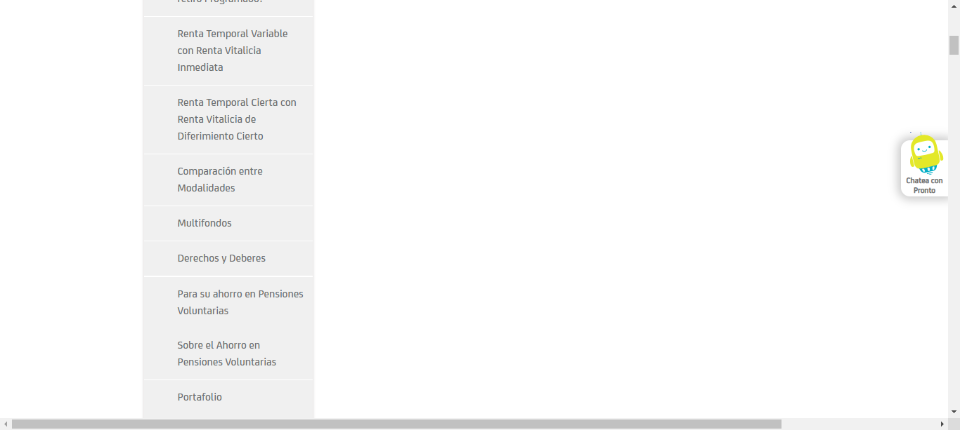 Retiro Programado?
Renta Temporal Variable
con Renta Vitalicia
Inmediata
Renta Temporal Cierta con
Renta Vitalicia de
Diferimiento Cierto
Comparación entre
Modalidades
Multifondos
Derechos y Deberes
Para su ahorro en Pensiones
Voluntarias
Sobre el Ahorro en
Pensiones Voluntarias
Portafolio
Chatea con
Pronto